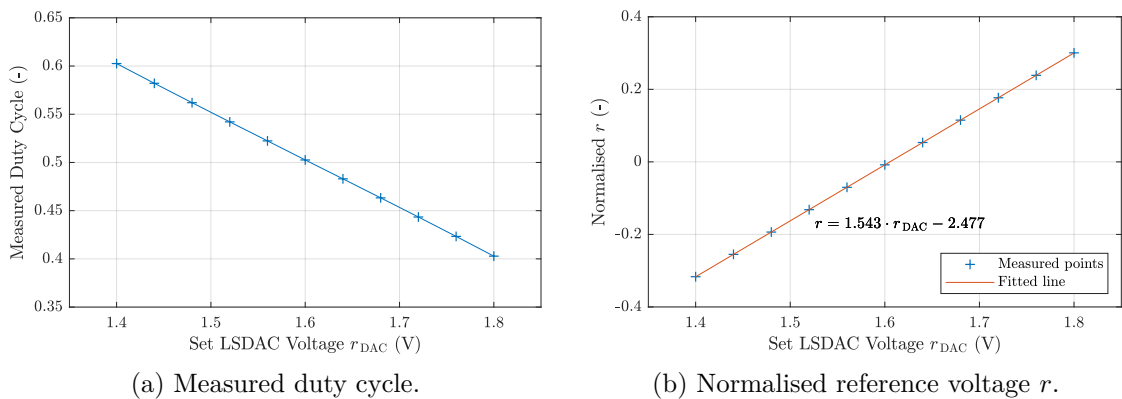 0.65
0.6
0.55
0.5
0.45
0.4
0.35
Measured Duty Cycle (-)
1.4 1.5 1.6 1.7 1.8
Set LSDAC Voltage r_DAC (V)
(a) Measured duty cycle.
0.4
0.2
0
-0.2
-0.4
Normalised r (-)
r = 1.543 · r_DAC − 2.477
Measured points
Fitted line
1.4 1.5 1.6 1.7 1.8
Set LSDAC Voltage r_DAC (V)
(b) Normalised reference voltage r.